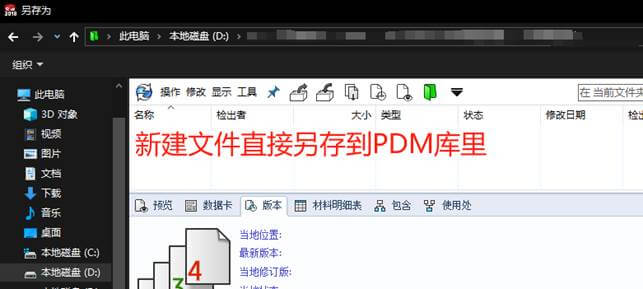 2018 另存为
此电脑 > 本地磁盘 (D:) >
组织
此电脑
3D 对象
视频
图片
文档
下载
音乐
桌面
本地磁盘 (C:)
本地磁盘 (D:)
操作 修改 显示 工具
在 当前文件夹
名称 检出者 大小 类型 状态 修改日期 检出
新建文件直接另存到PDM库里
预览 数据卡 版本 材料明细表 包含 使用处
3 4
当地位置:
最新版本:
当地修订版: